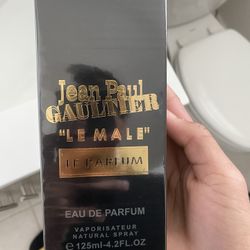 Jean Paul
GAULTIER
"LE MALE"
LE PARFUM
EAU DE PARFUM
VAPORISATEUR
NATURAL SPRAY
℮ 125ml-4.2FL.OZ